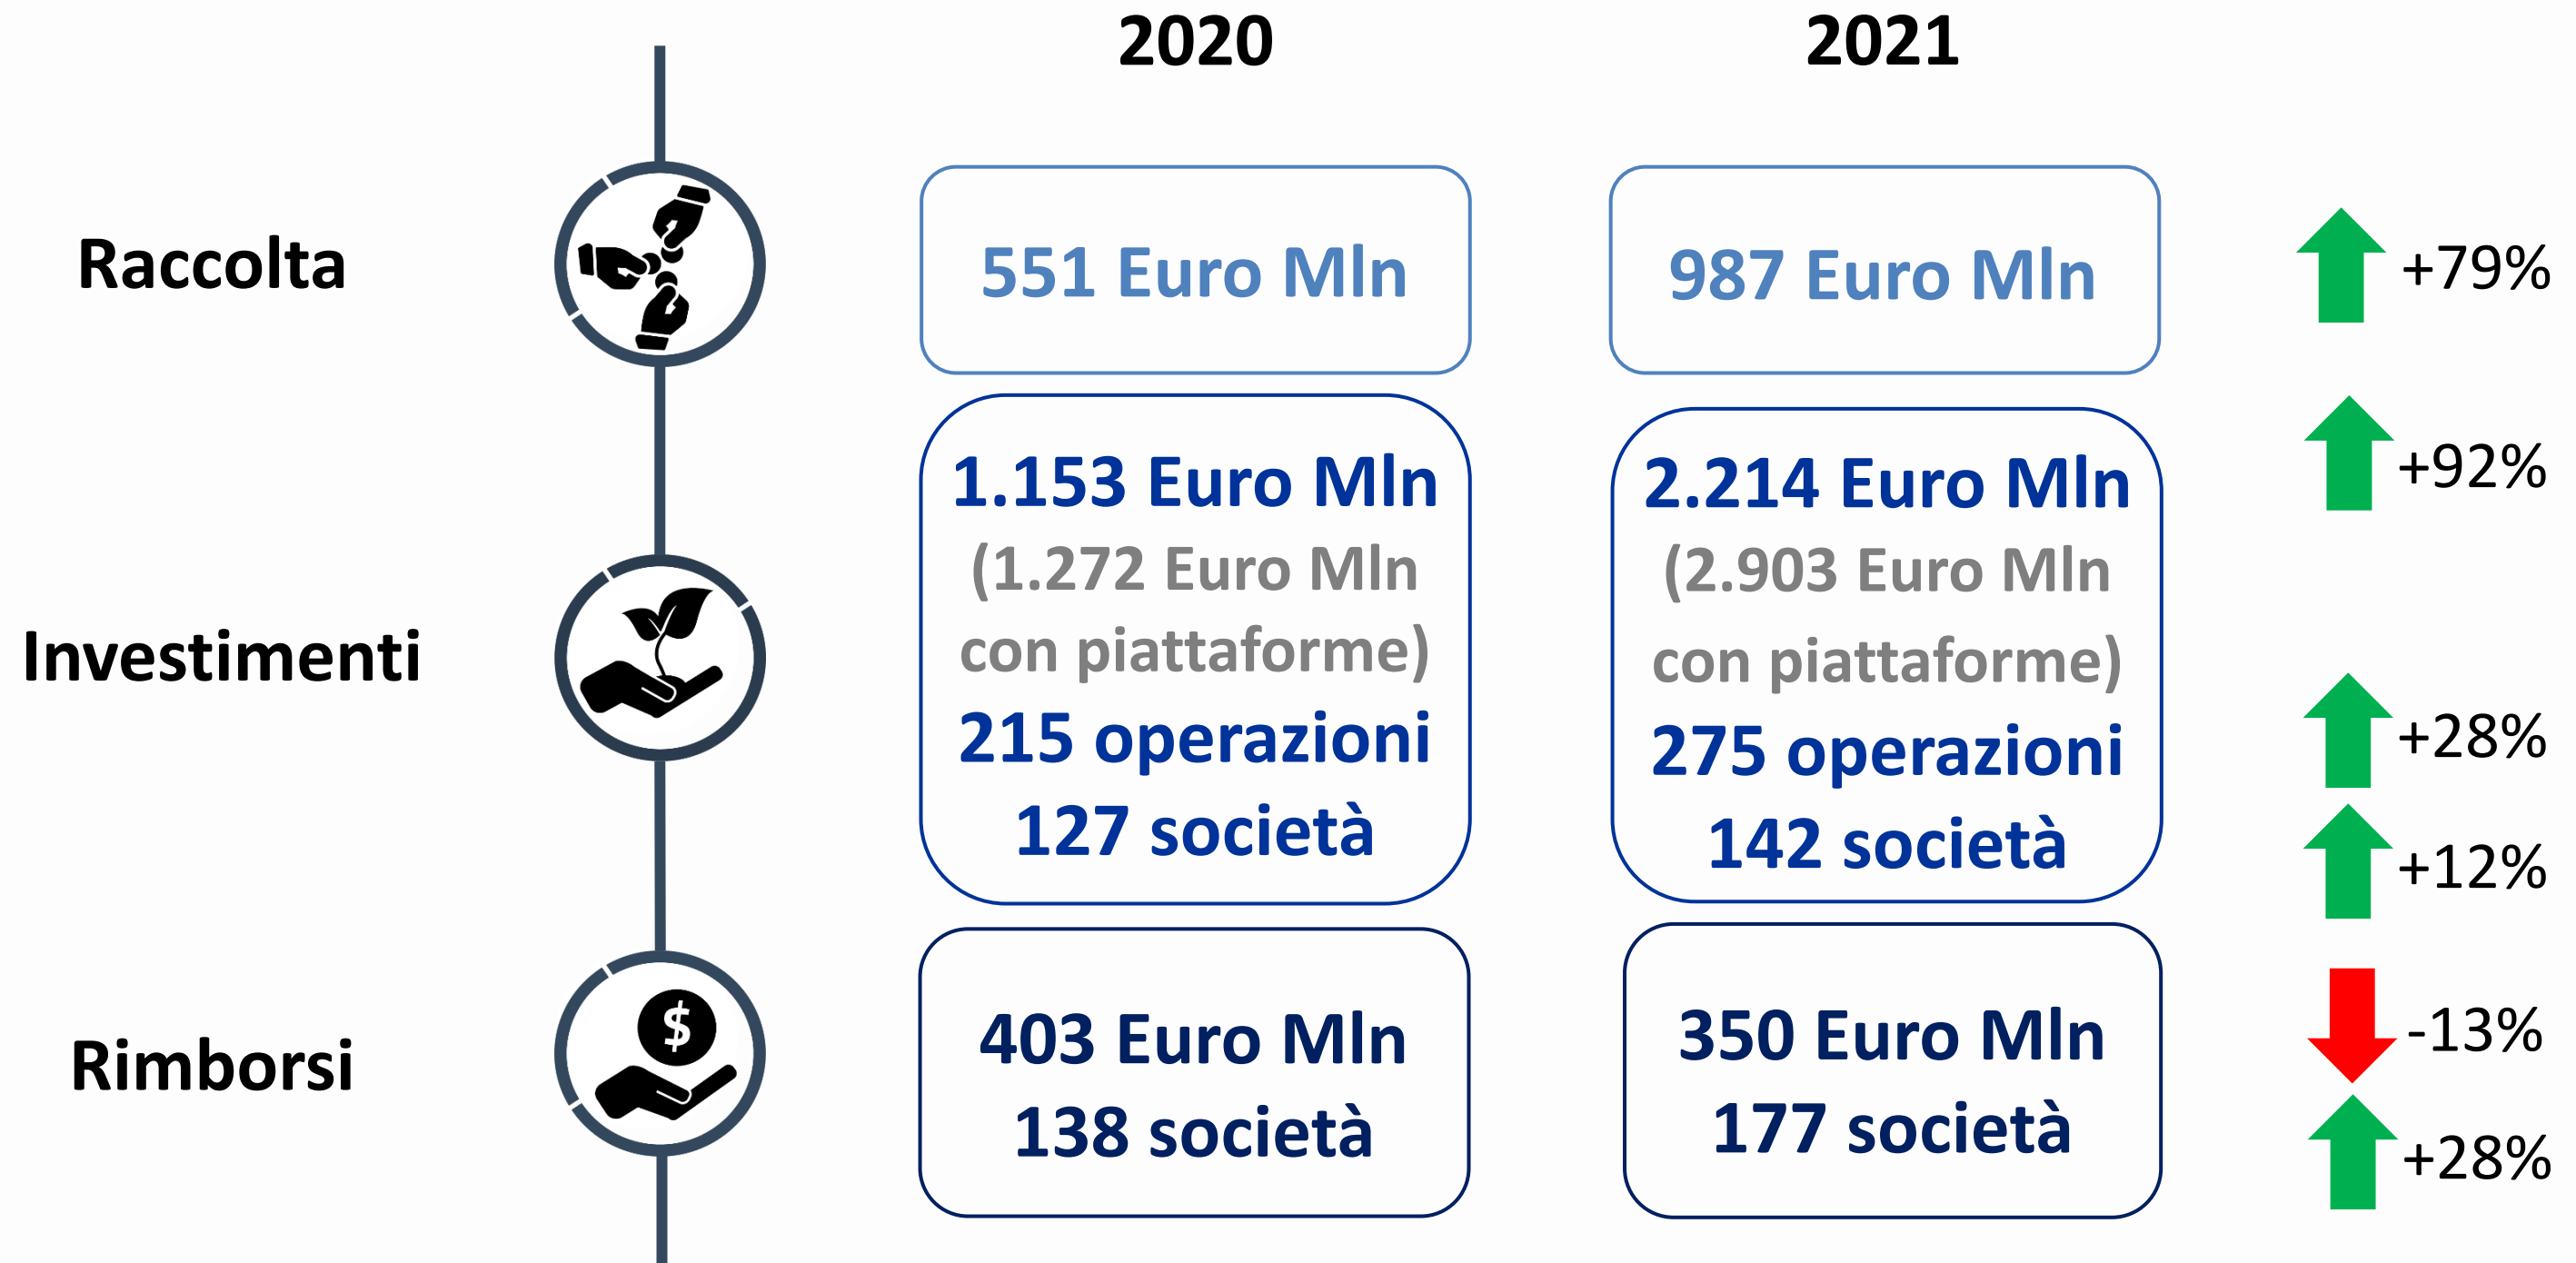 2020 2021
Raccolta 551 Euro Mln 987 Euro Mln +79%
1.153 Euro Mln 2.214 Euro Mln +92%
(1.272 Euro Mln (2.903 Euro Mln
Investimenti con piattaforme) con piattaforme)
215 operazioni 275 operazioni +28%
127 società 142 società +12%
403 Euro Mln 350 Euro Mln -13%
Rimborsi $
138 società 177 società +28%